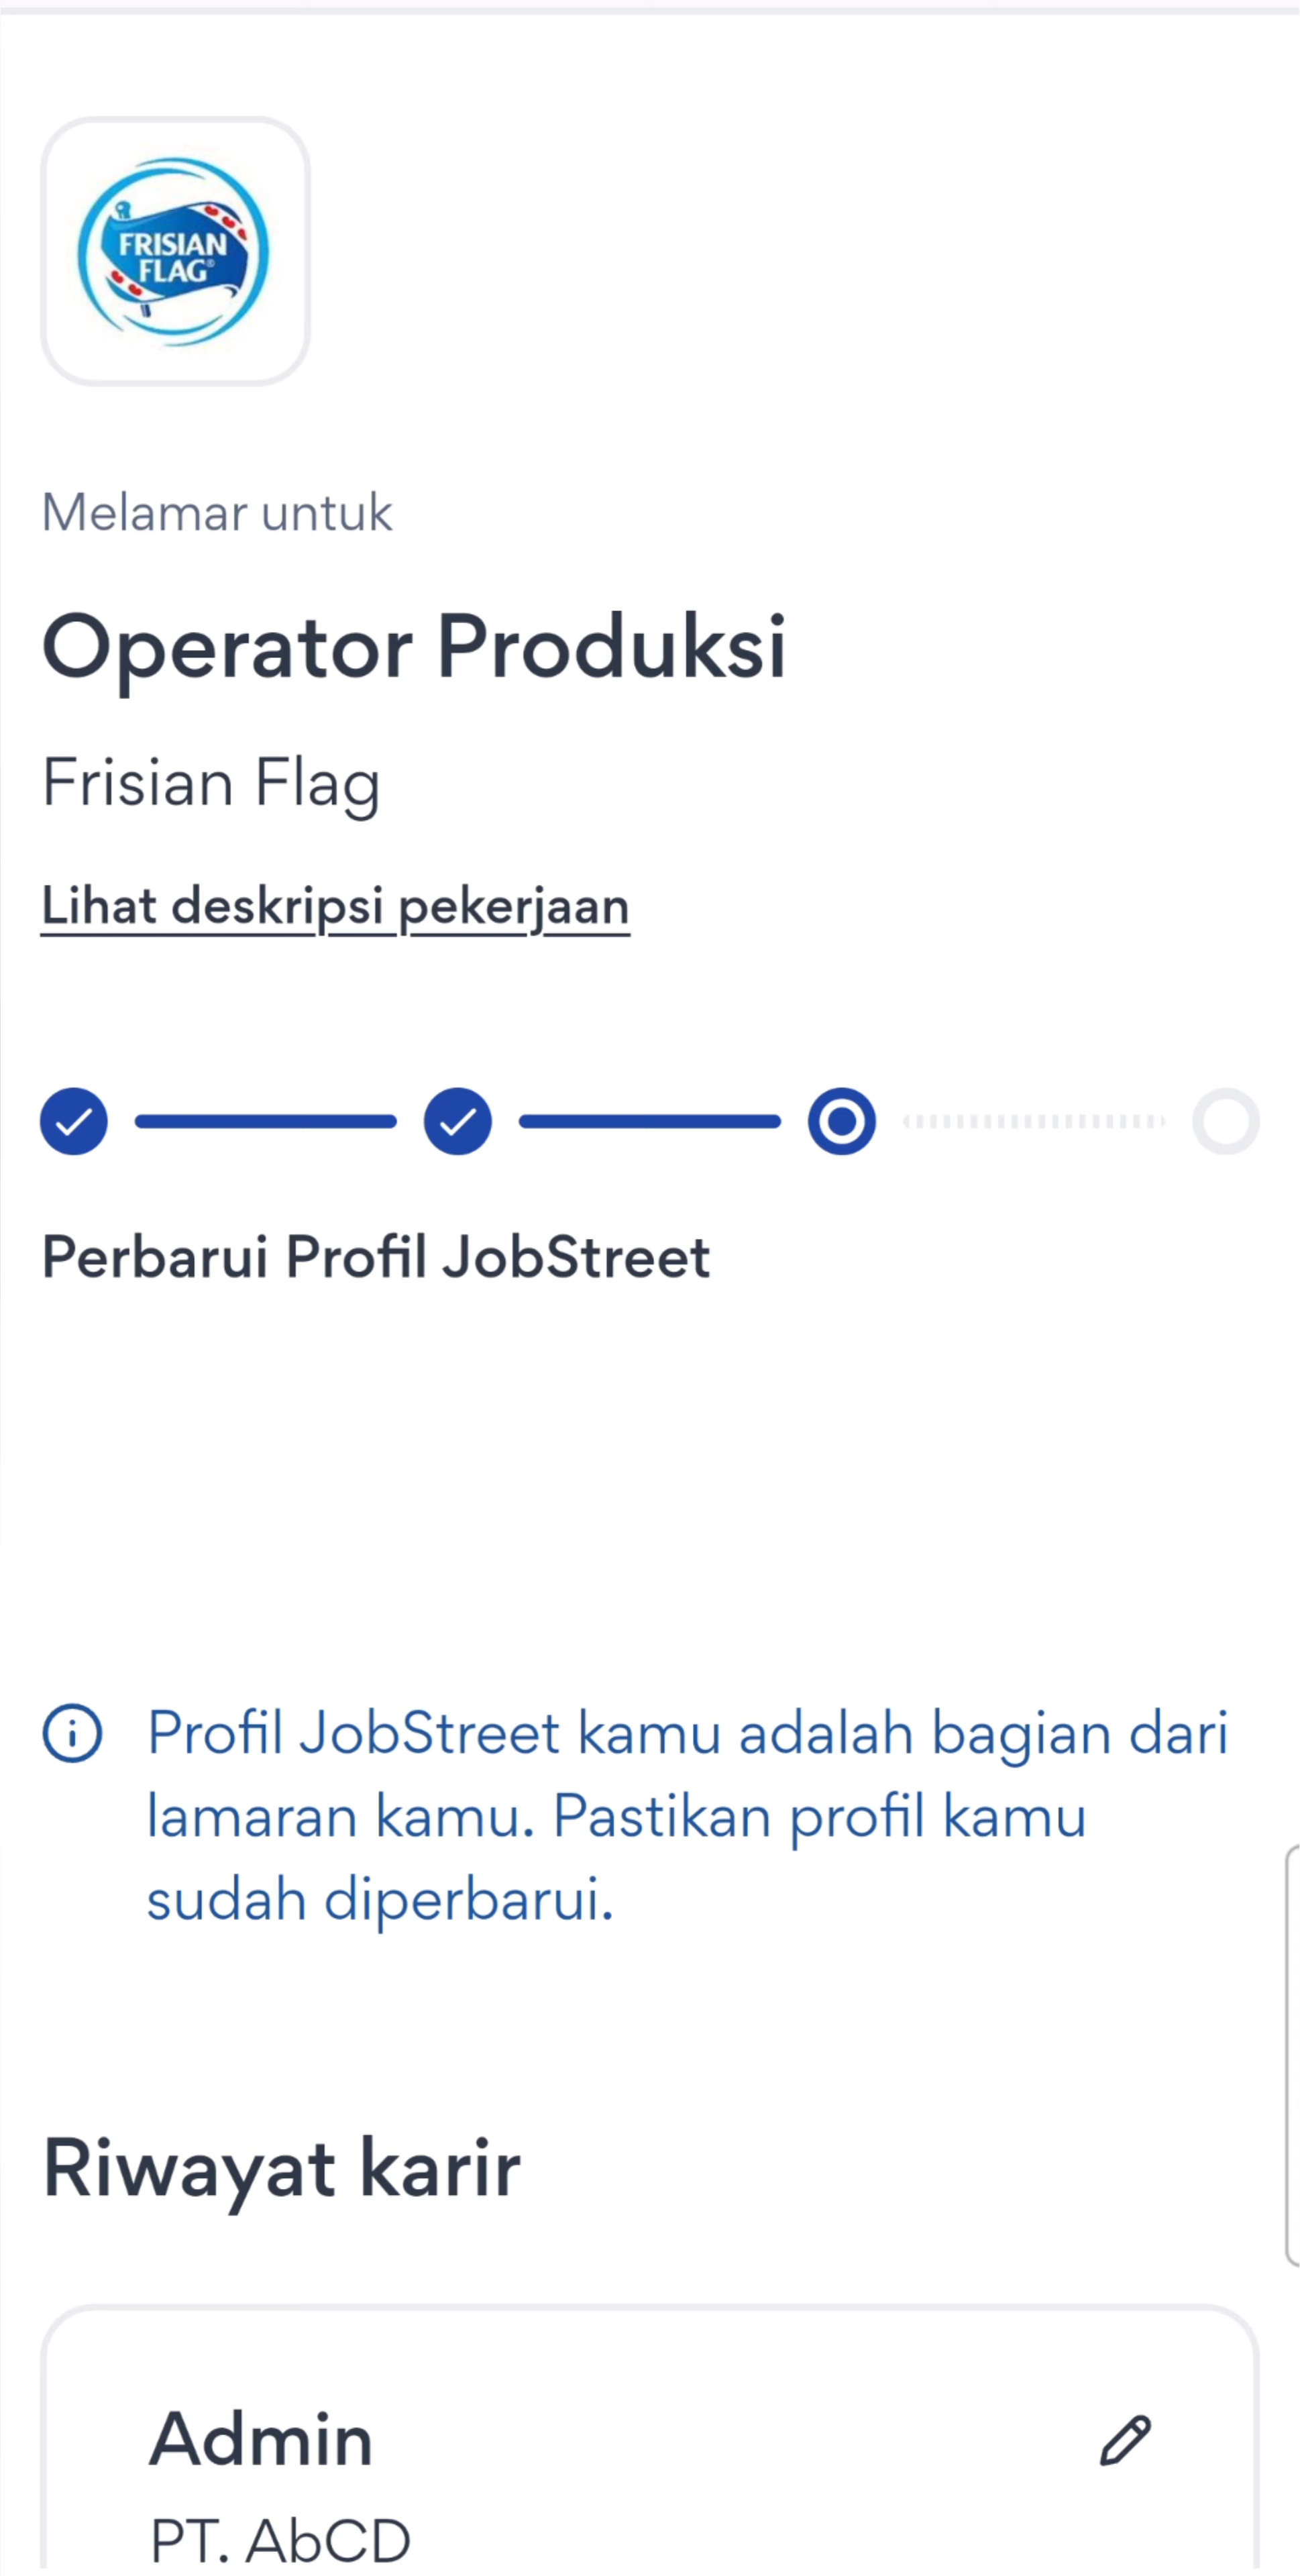 FRISIAN
FLAG®
Melamar untuk
Operator Produksi
Frisian Flag
Lihat deskripsi pekerjaan
Perbarui Profil JobStreet
Profil JobStreet kamu adalah bagian dari
lamaran kamu. Pastikan profil kamu
sudah diperbarui.
Riwayat karir
Admin
PT. AbCD